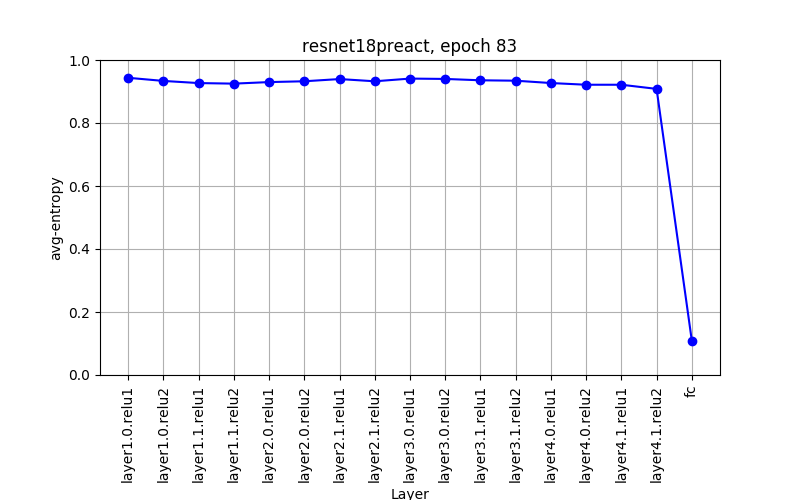 resnet18preact, epoch 83
avg-entropy
1.0
0.8
0.6
0.4
0.2
0.0
layer1.0.relu1
layer1.0.relu2
layer1.1.relu1
layer1.1.relu2
layer2.0.relu1
layer2.0.relu2
layer2.1.relu1
layer2.1.relu2
layer3.0.relu1
layer3.0.relu2
layer3.1.relu1
layer3.1.relu2
layer4.0.relu1
layer4.0.relu2
layer4.1.relu1
layer4.1.relu2
fc
Layer